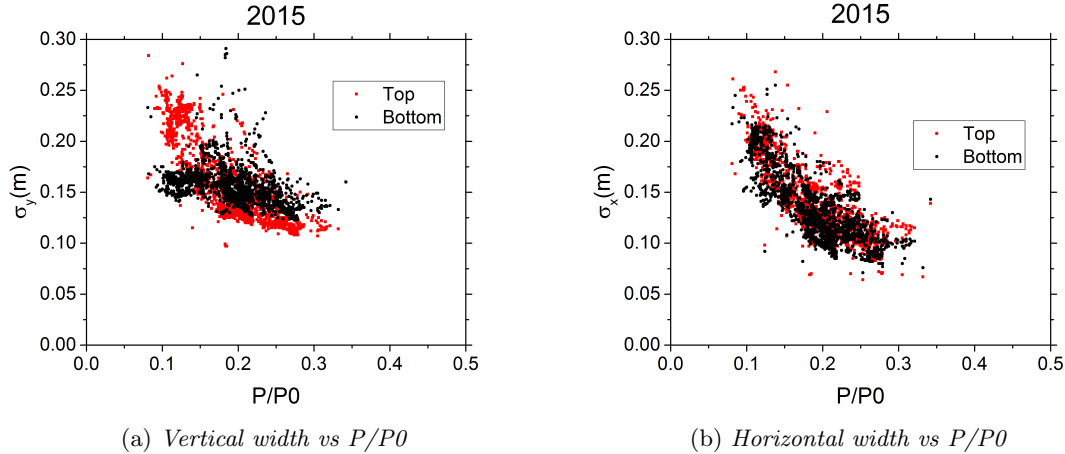 2015
0.30
0.25
0.20
0.15
0.10
0.05
0.00
σy(m)
Top
Bottom
0.0 0.1 0.2 0.3 0.4 0.5
P/P0
(a) Vertical width vs P/P0
2015
0.30
0.25
0.20
0.15
0.10
0.05
0.00
σx(m)
Top
Bottom
0.0 0.1 0.2 0.3 0.4 0.5
P/P0
(b) Horizontal width vs P/P0